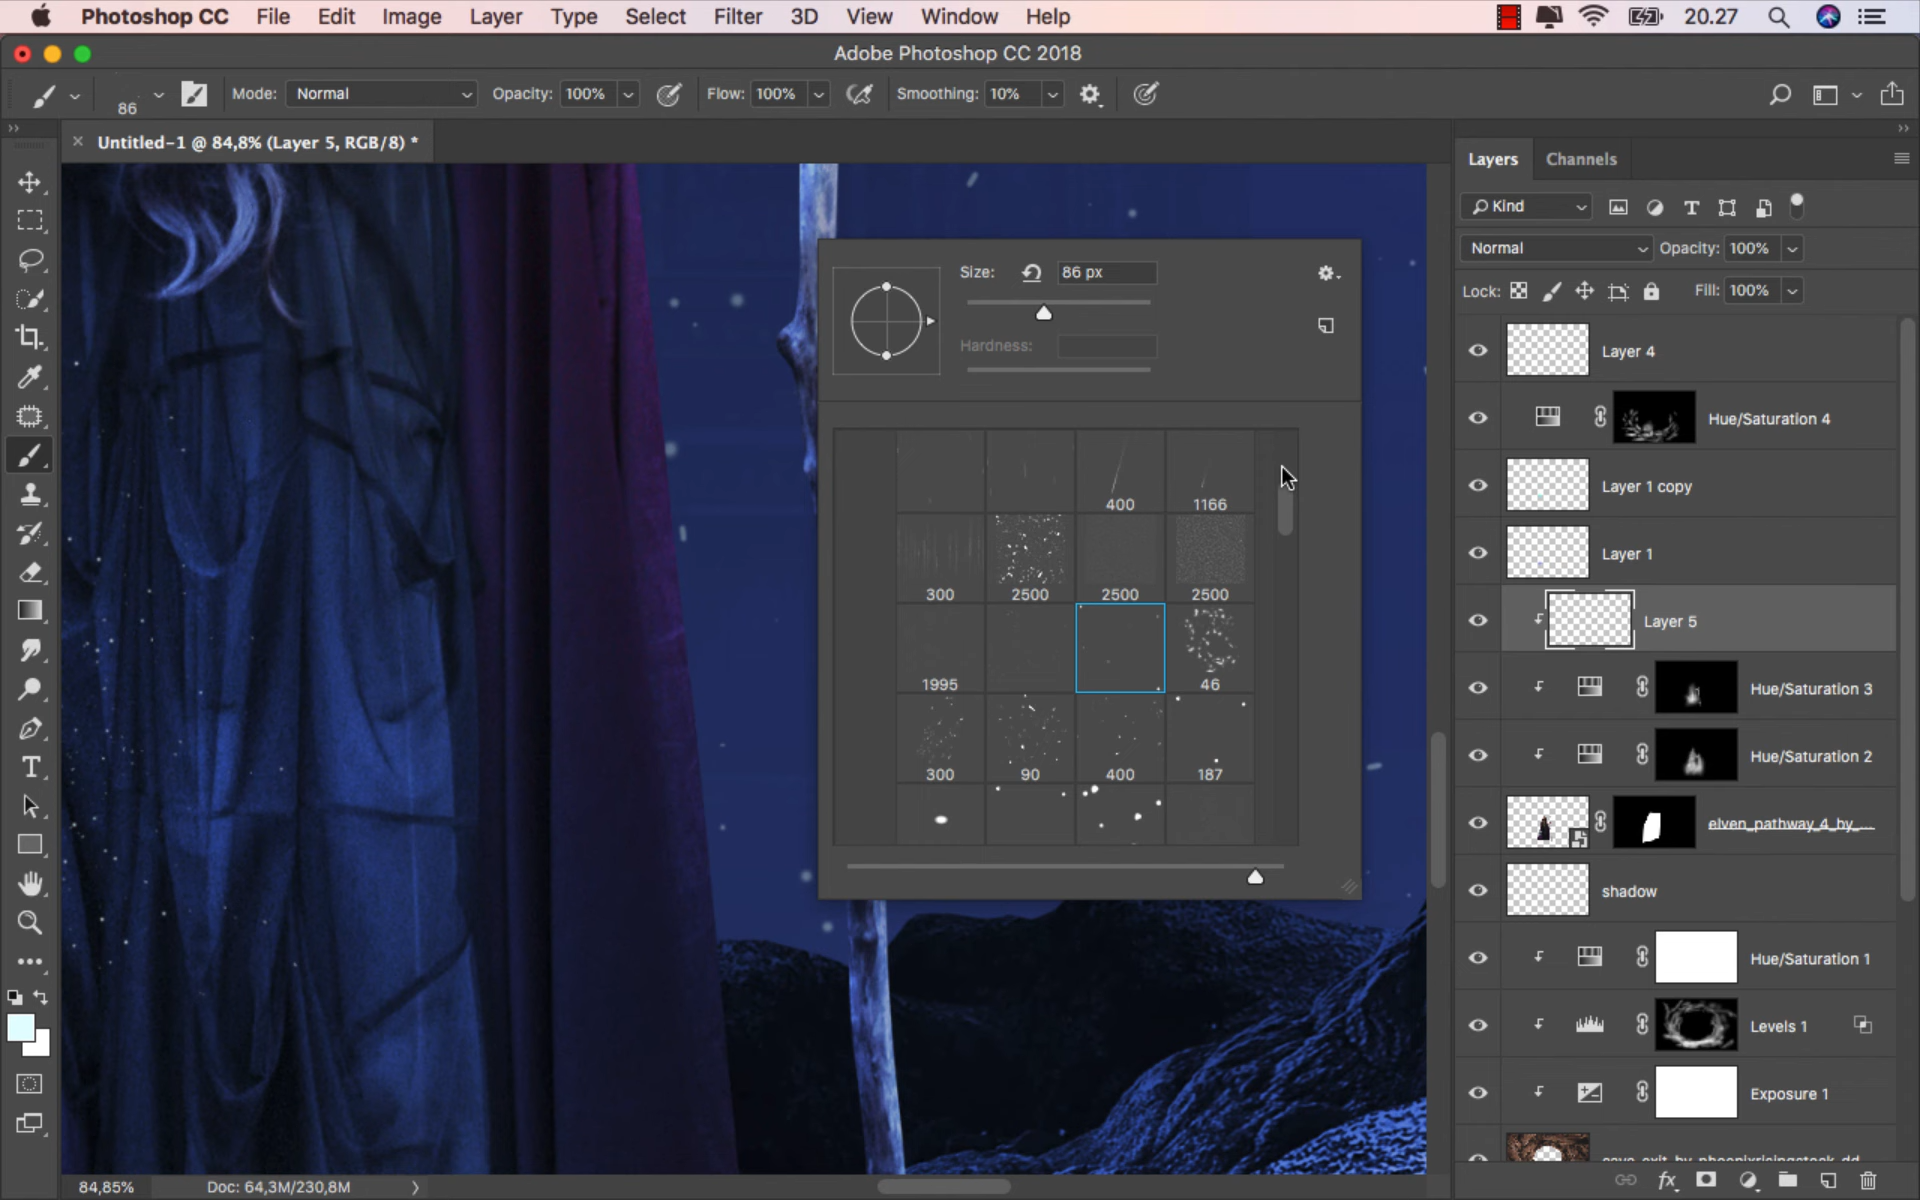 Photoshop CC File Edit Image Layer Type Select Filter 3D View Window Help 20.27
Adobe Photoshop CC 2018
86 Mode: Normal Opacity: 100% Flow: 100% Smoothing: 10%
Untitled-1 @ 84,8% (Layer 5, RGB/8) *
Layers Channels
Kind
Normal Opacity: 100%
Lock: Fill: 100%
Size: 86 px
Hardness:
400 1166
300 2500 2500 2500
1995 46
300 90 400 187
Layer 4
Hue/Saturation 4
Layer 1 copy
Layer 1
Layer 5
Hue/Saturation 3
Hue/Saturation 2
elven_pathway_4_by_...
shadow
Hue/Saturation 1
Levels 1
Exposure 1
84,85% Doc: 64,3M/230,8M